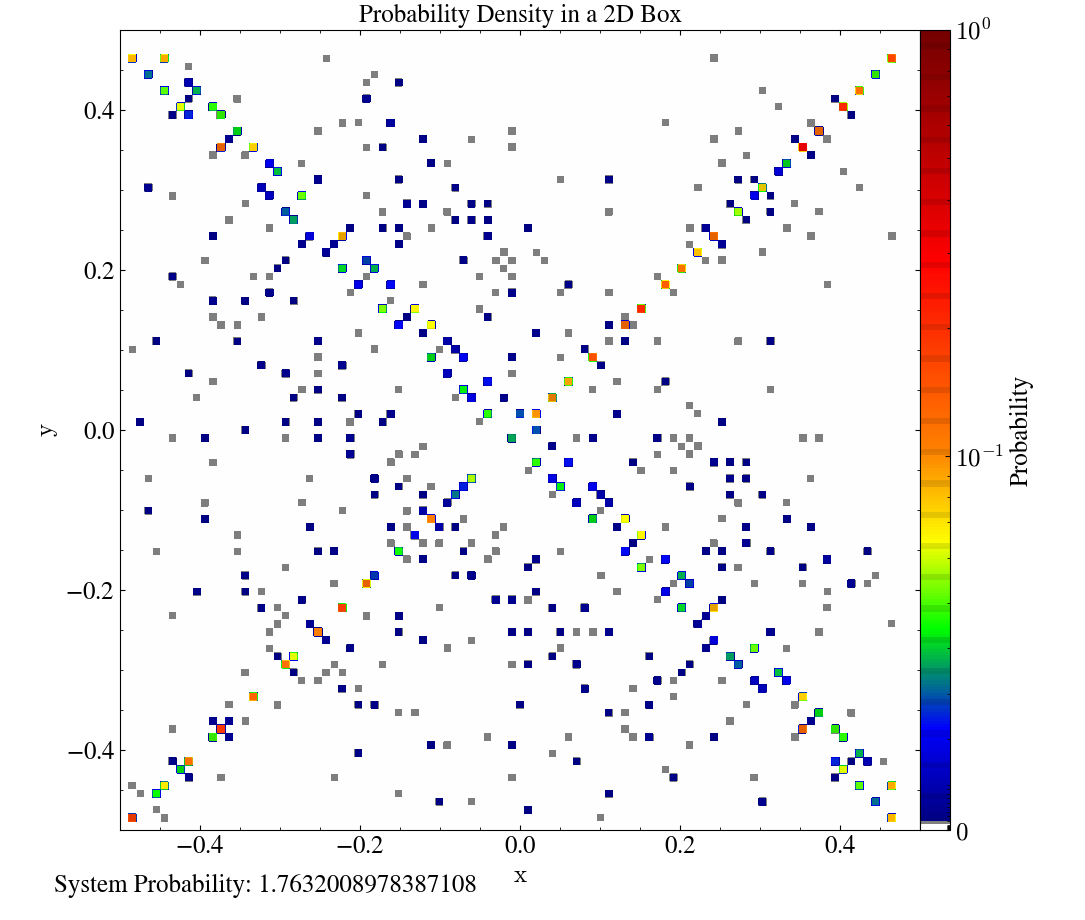 Probability Density in a 2D Box
10⁰
0.4
0.2
y
0.0
10⁻¹
Probability
−0.2
−0.4
0
−0.4 −0.2 0.0 0.2 0.4
x
System Probability: 1.7632008978387108